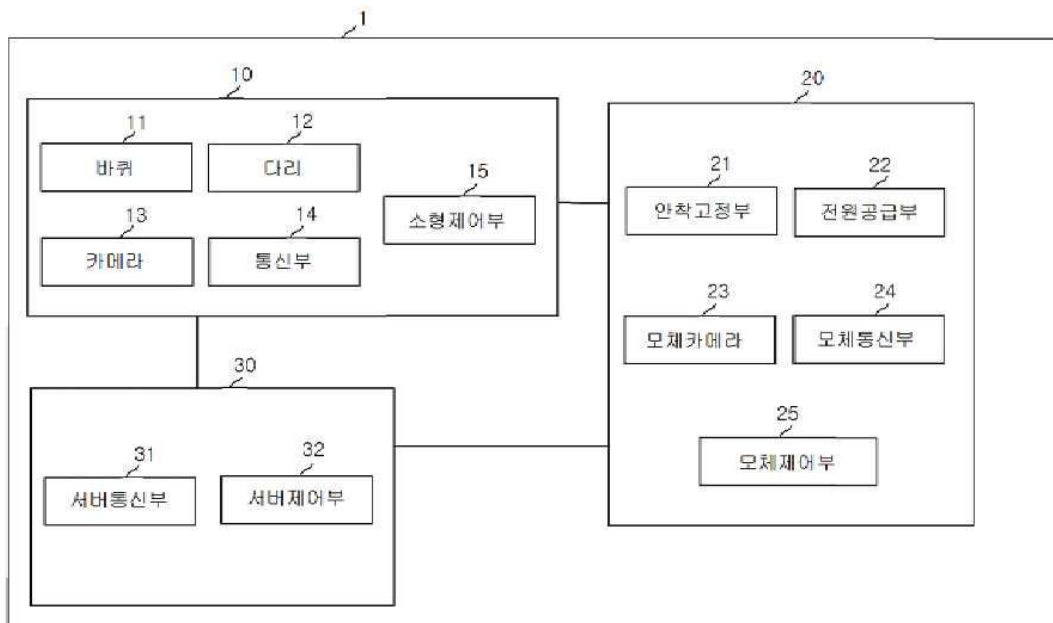 1
10
11
바퀴
12
다리
13
카메라
14
통신부
15
소형제어부
20
21
안착고정부
22
전원공급부
23
모체카메라
24
모체통신부
25
모체제어부
30
31
서버통신부
32
서버제어부